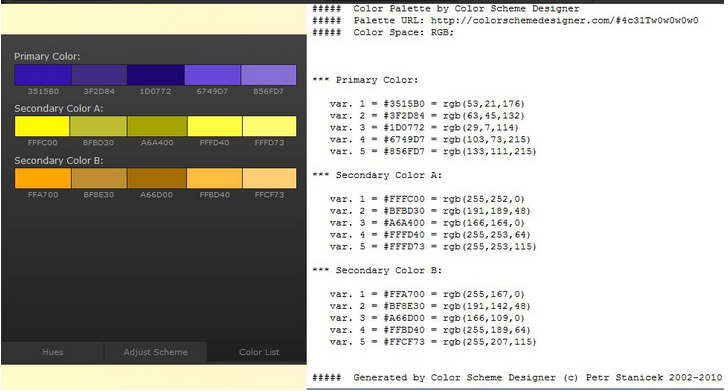 Primary Color:
3515B0 3F2D84 1D0772 6749D7 856FD7
Secondary Color A:
FFFC00 BFBD30 A6A400 FFFD40 FFFD73
Secondary Color B:
FFA700 BF8E30 A66D00 FFBD40 FFCF73
Hues Adjust Scheme Color List
##### Color Palette by Color Scheme Designer
##### Palette URL: http://colorschemedesigner.com/#4c31Tw0w0w0w0
##### Color Space: RGB;
*** Primary Color:
var. 1 = #3515B0 = rgb(53,21,176)
var. 2 = #3F2D84 = rgb(63,45,132)
var. 3 = #1D0772 = rgb(29,7,114)
var. 4 = #6749D7 = rgb(103,73,215)
var. 5 = #856FD7 = rgb(133,111,215)
*** Secondary Color A:
var. 1 = #FFFC00 = rgb(255,252,0)
var. 2 = #BFBD30 = rgb(191,189,48)
var. 3 = #A6A400 = rgb(166,164,0)
var. 4 = #FFFD40 = rgb(255,253,64)
var. 5 = #FFFD73 = rgb(255,253,115)
*** Secondary Color B:
var. 1 = #FFA700 = rgb(255,167,0)
var. 2 = #BF8E30 = rgb(191,142,48)
var. 3 = #A66D00 = rgb(166,109,0)
var. 4 = #FFBD40 = rgb(255,189,64)
var. 5 = #FFCF73 = rgb(255,207,115)
##### Generated by Color Scheme Designer (c) Petr Stanicek 2002-2010